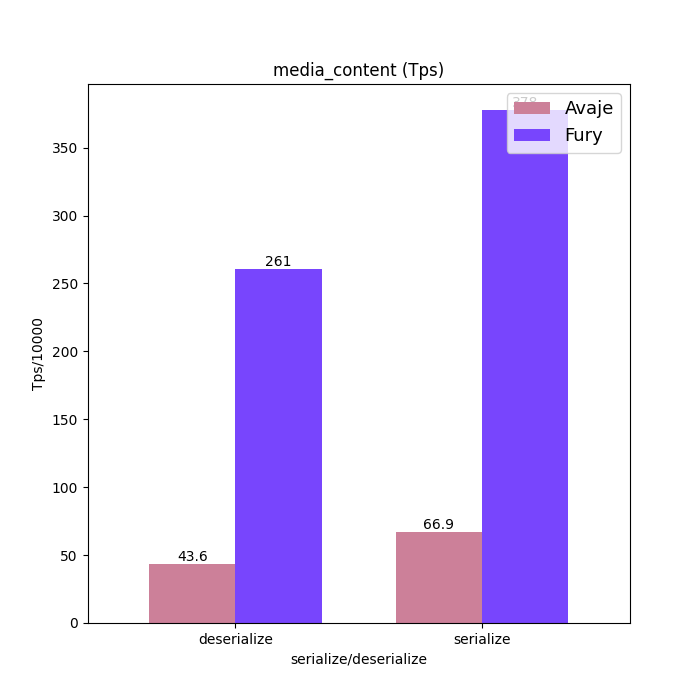 media_content (Tps)
378
Avaje
Fury
350
300
261
250
200
Tps/10000
150
100
66.9
50
43.6
0
deserialize
serialize
serialize/deserialize